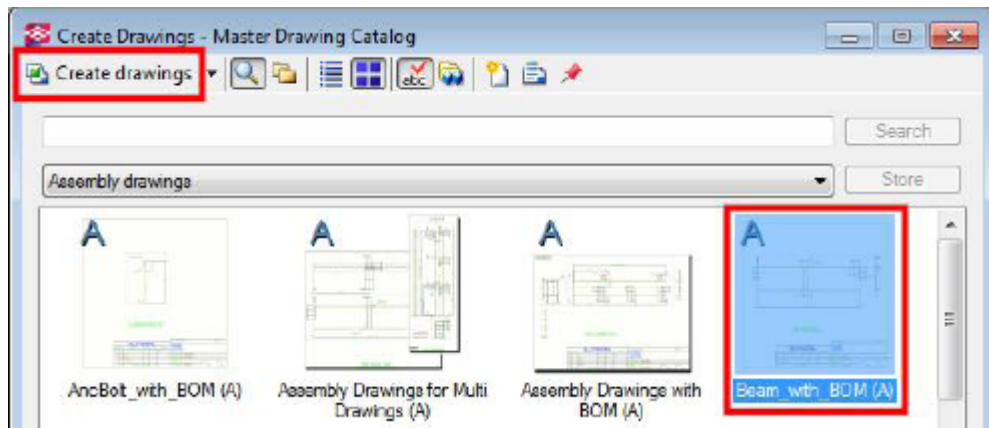 Create Drawings - Master Drawing Catalog
Create drawings
abc
Search
Assembly drawings
Store
A
A
A
A
AncBolt_with_BOM (A)
Assembly Drawings for Multi
Drawings (A)
Assembly Drawings with
BOM (A)
Beam_with_BOM (A)